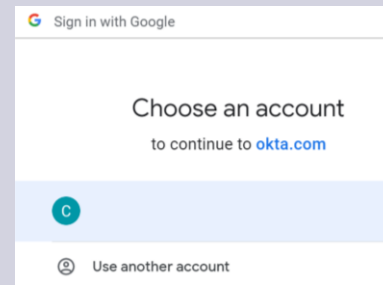 Sign in with Google
Choose an account
to continue to okta.com
C
Use another account